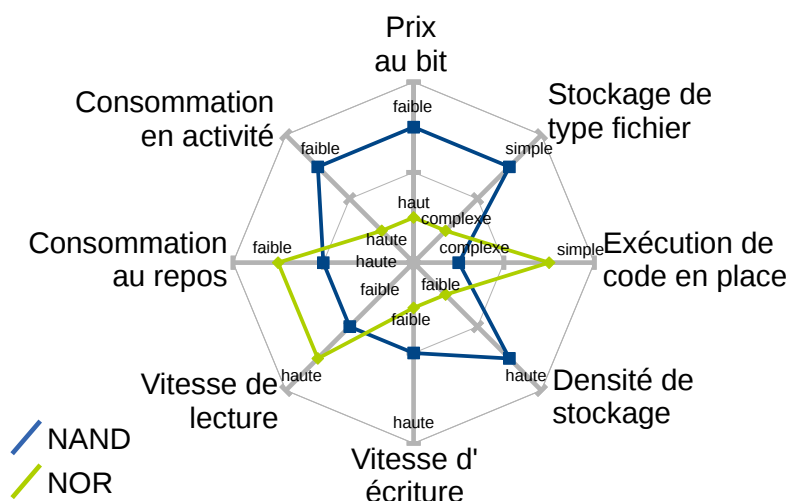 Prix
au bit
Consommation
en activité
Stockage de
type fichier
faible
faible
simple
haut
complexe
haute
Consommation
au repos
faible
haute
complexe
simple
Exécution de
code en place
faible
faible
faible
haute
haute
Vitesse de
lecture
Densité de
stockage
haute
NAND
Vitesse d'
écriture
NOR